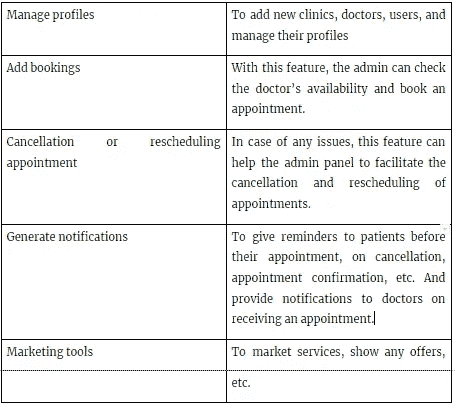 Manage profiles
To add new clinics, doctors, users, and
manage their profiles
Add bookings
With this feature, the admin can check
the doctor's availability and book an
appointment.
Cancellation or rescheduling
appointment
In case of any issues, this feature can
help the admin panel to facilitate the
cancellation and rescheduling of
appointments.
Generate notifications
To give reminders to patients before
their appointment, on cancellation,
appointment confirmation, etc. And
provide notifications to doctors on
receiving an appointment.
Marketing tools
To market services, show any offers,
etc.